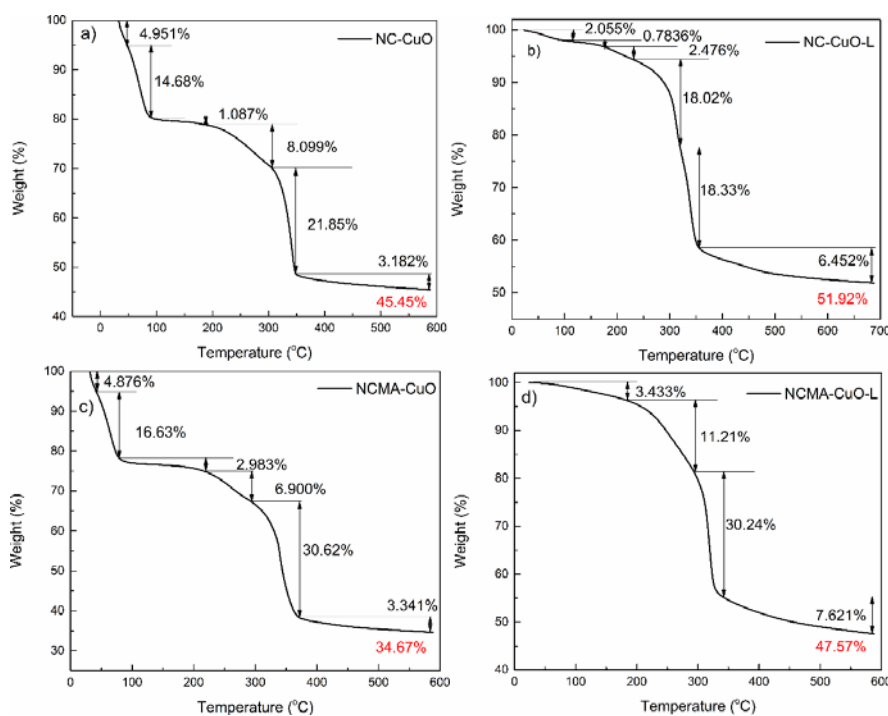 a)
NC-CuO
4.951%
14.68%
1.087%
8.099%
21.85%
3.182%
45.45%
100
90
80
70
60
50
40
Weight (%)
0 100 200 300 400 500 600
Temperature (°C)
b)
NC-CuO-L
2.055%
0.7836%
2.476%
18.02%
18.33%
6.452%
51.92%
100
90
80
70
60
50
Weight (%)
0 100 200 300 400 500 600 700
Temperature (°C)
c)
NCMA-CuO
4.876%
16.63%
2.983%
6.900%
30.62%
3.341%
34.67%
100
90
80
70
60
50
40
30
Weight (%)
0 100 200 300 400 500 600
Temperature (°C)
d)
NCMA-CuO-L
3.433%
11.21%
30.24%
7.621%
47.57%
100
90
80
70
60
50
40
Weight (%)
0 100 200 300 400 500 600
Temperature (°C)